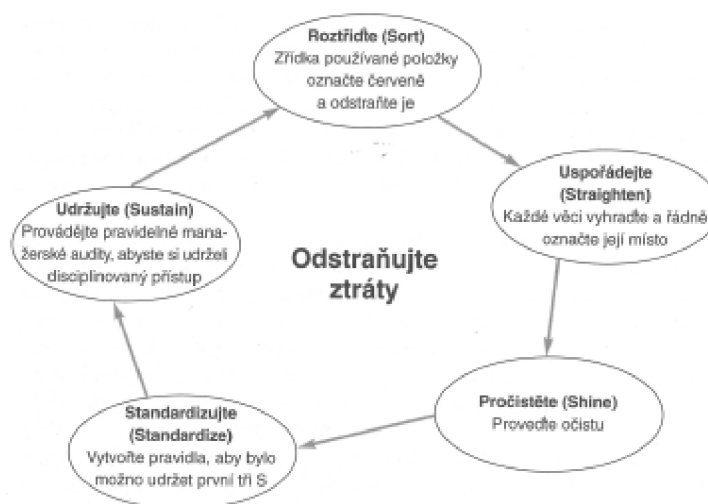 Roztřiďte (Sort)
Zřídka používané položky
označte červeně
a odstraňte je
Uspořádejte
(Straighten)
Každé věci vyhraďte a řádně
označte její místo
Pročistěte (Shine)
Proveďte očistu
Standardizujte
(Standardize)
Vytvořte pravidla, aby bylo
možno udržet první tři S
Udržujte (Sustain)
Provádějte pravidelné mana-
žerské audity, abyste si udrželi
disciplinovaný přístup
Odstraňujte
ztráty